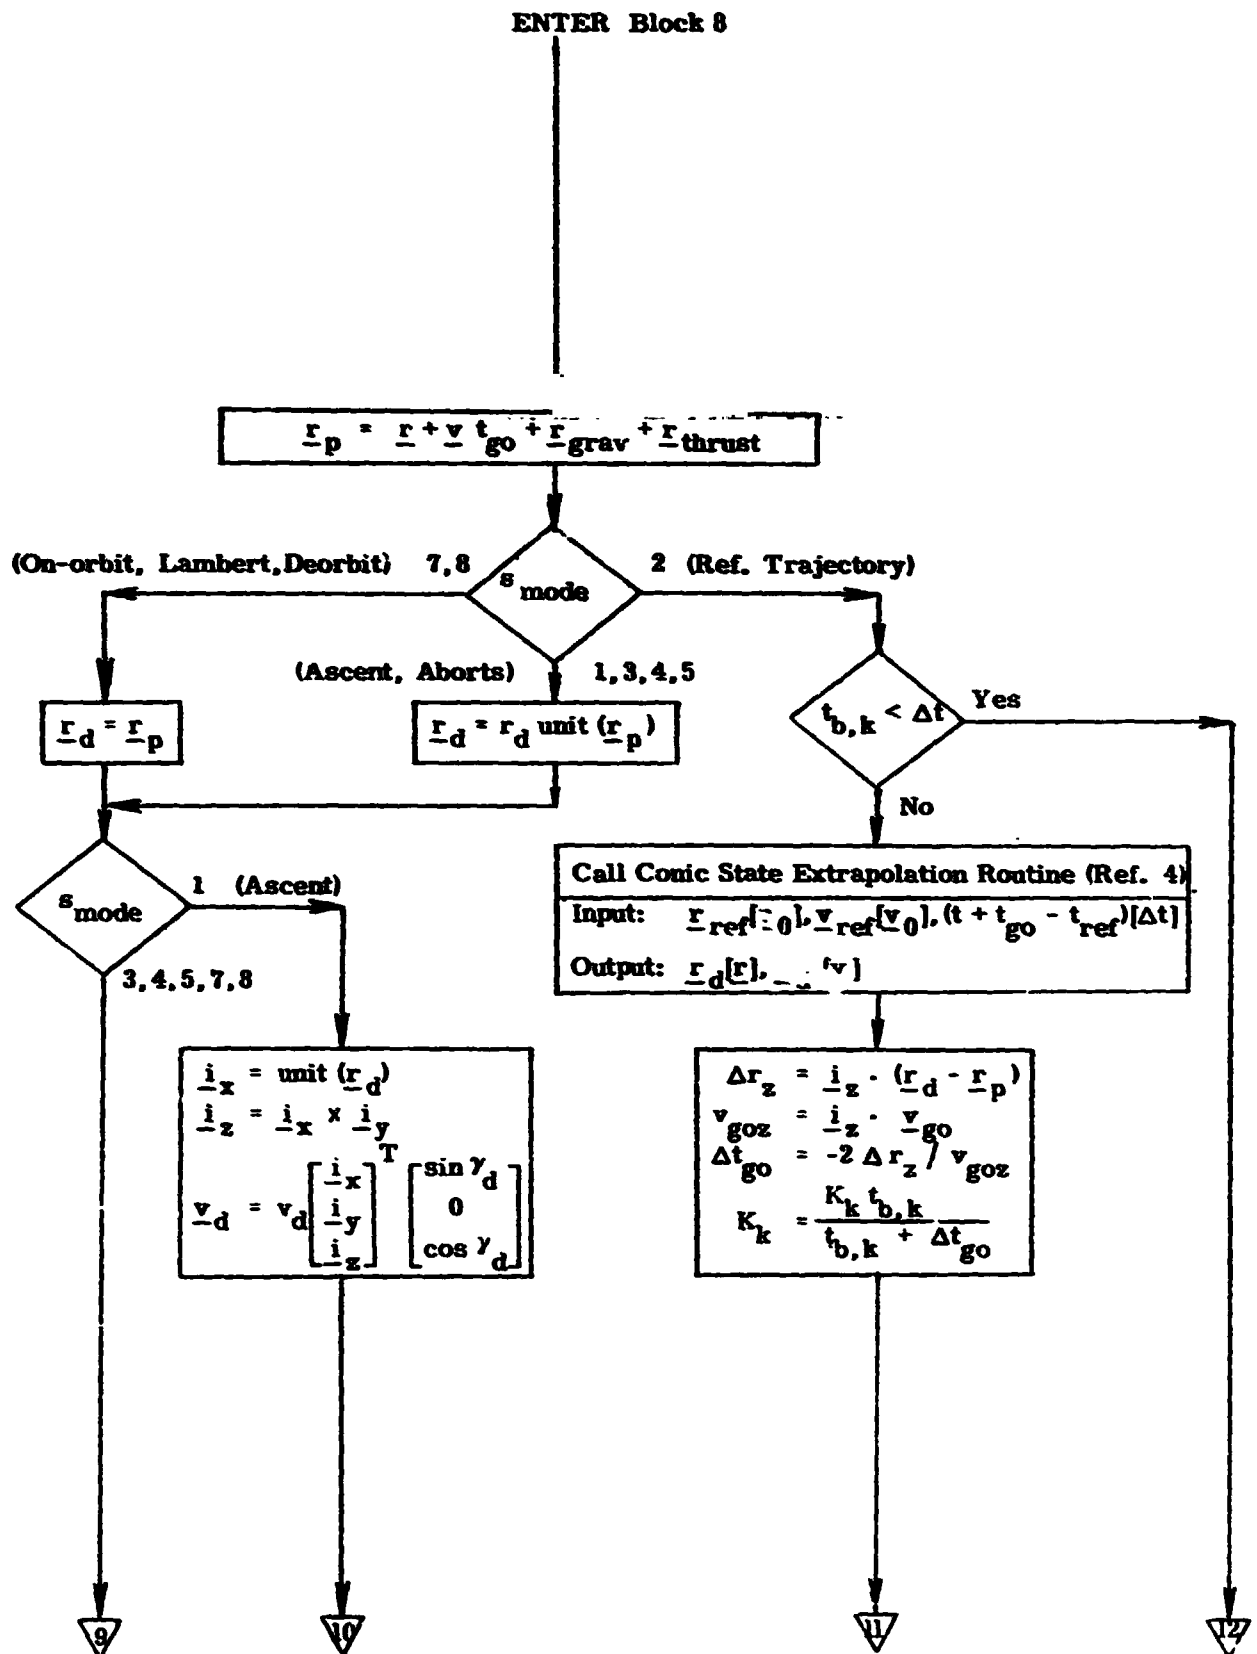 ENTER Block 8
r_p = r + v t_go + r_grav + r_thrust
(On-orbit, Lambert, Deorbit) 7,8
s_mode
2 (Ref. Trajectory)
(Ascent, Aborts) 1,3,4,5
r_d = r_p
r_d = r_d unit (r_p)
t_b,k < Δt
Yes
No
s_mode
1 (Ascent)
3,4,5,7,8
Call Conic State Extrapolation Routine (Ref. 4)
Input: r_ref[ _0], v_ref[v_0], (t + t_go - t_ref)[Δt]
Output: r_d[r], [v]
i_x = unit (r_d)
i_z = i_x x i_y
v_d = v_d [i_x i_y i_z]^T [sin γ_d 0 cos γ_d]
Δr_z = i_z · (r_d - r_p)
v_goz = i_z · v_go
Δt_go = -2 Δ r_z / v_goz
K_k = K_k t_b,k / t_b,k + Δt_go
9
10
11
12